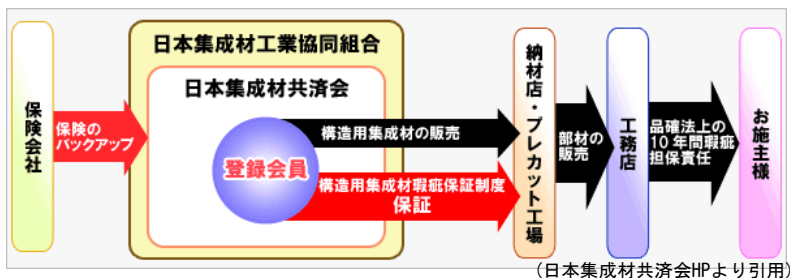 保険会社
保険の
バックアップ
日本集成材工業協同組合
日本集成材共済会
登録会員
構造用集成材の販売
構造用集成材瑕疵保証制度
保証
納材店・プレカット工場
部材の
販売
工務店
品確法上の
10年間瑕疵
担保責任
お施主様
(日本集成材共済会HPより引用)